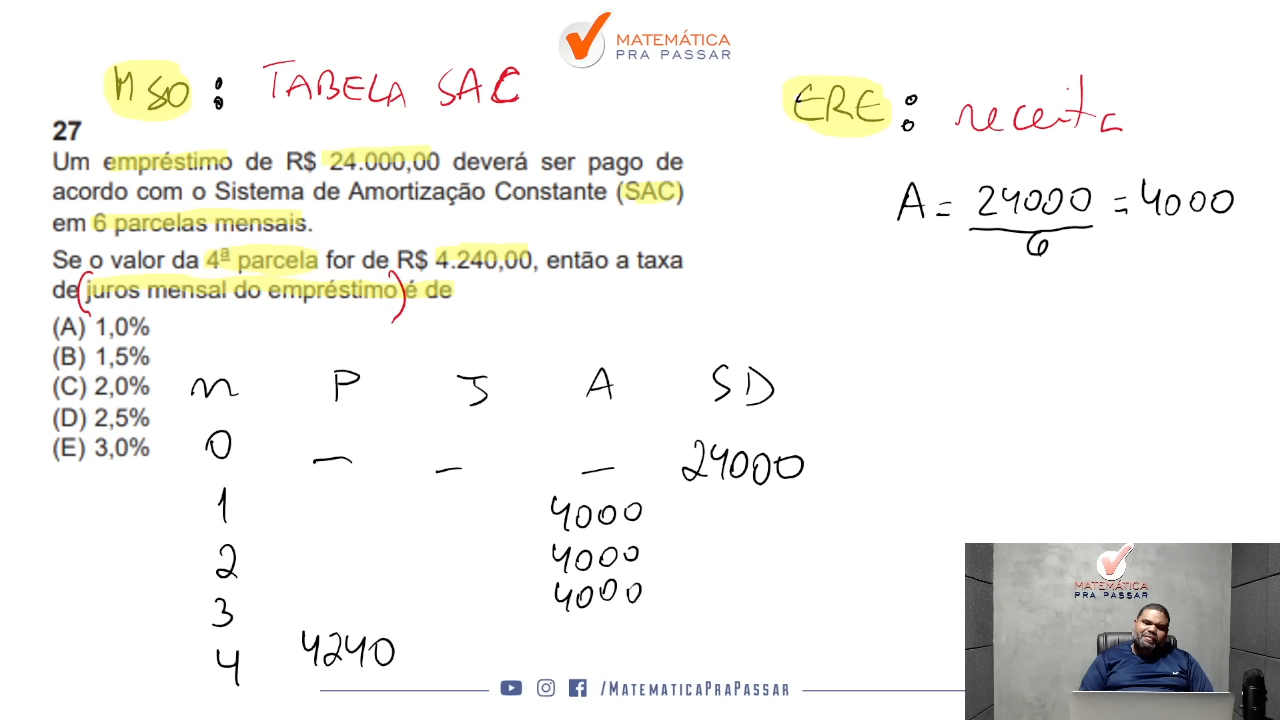 MATEMÁTICA
PRA PASSAR
MSO : TABELA SAC
ERE : receita
27
Um empréstimo de R$ 24.000,00 deverá ser pago de
acordo com o Sistema de Amortização Constante (SAC)
em 6 parcelas mensais.
Se o valor da 4ª parcela for de R$ 4.240,00, então a taxa
de (juros mensal do empréstimo) é de
(A) 1,0%
(B) 1,5%
(C) 2,0%
(D) 2,5%
(E) 3,0%
A = 24000 / 6 = 4000
n P J A SD
0 — — — 24000
1 4000
2 4000
3 4000
4 4240
/MATEMATICAPRAPASSAR
MATEMÁTICA
PRA PASSAR